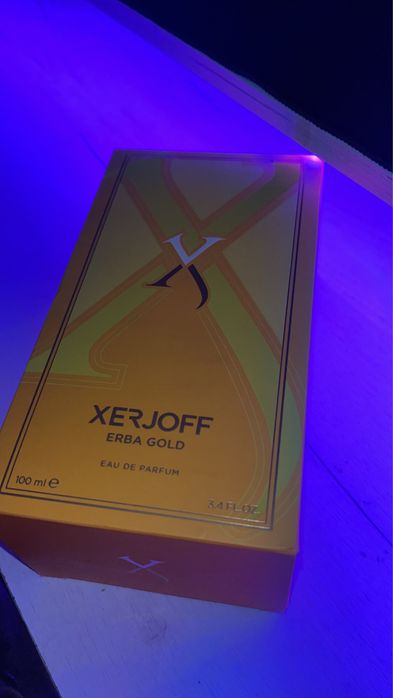 X
XERJOFF
ERBA GOLD
EAU DE PARFUM
100 ml ℮
3.4 FL.OZ.
X